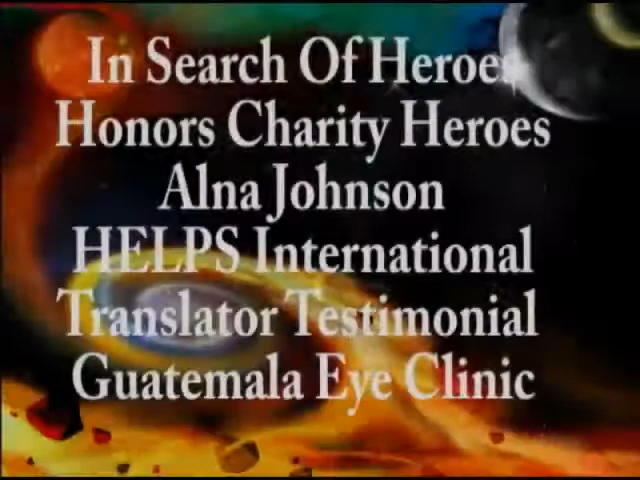 In Search Of Heroes
Honors Charity Heroes
Alna Johnson
HELPS International
Translator Testimonial
Guatemala Eye Clinic